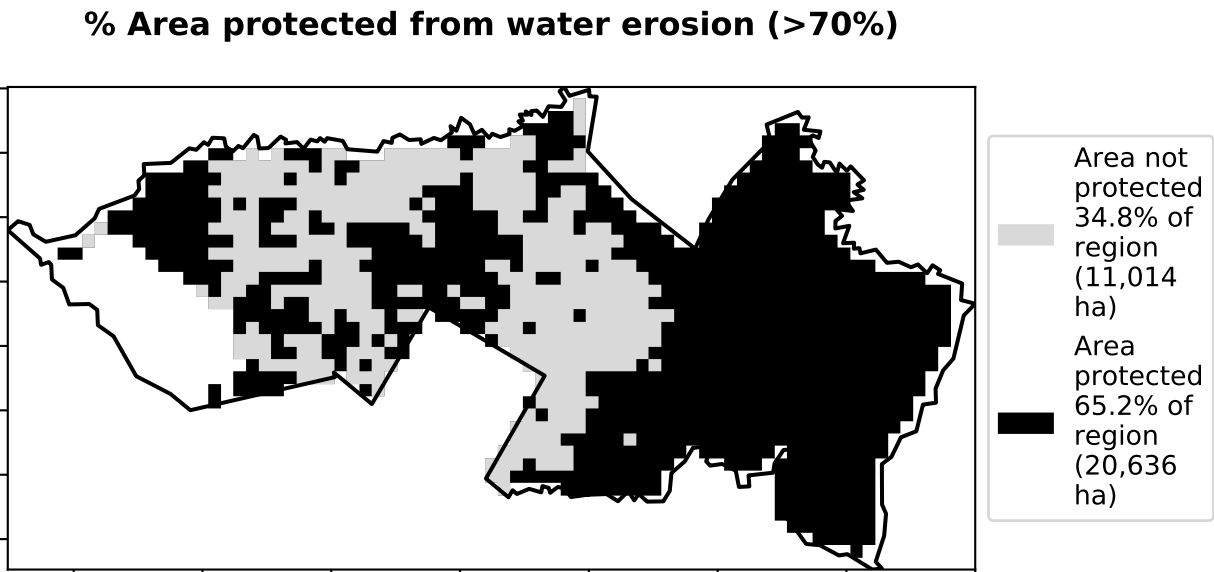 % Area protected from water erosion (>70%)
Area not
protected
34.8% of
region
(11,014
ha)
Area
protected
65.2% of
region
(20,636
ha)